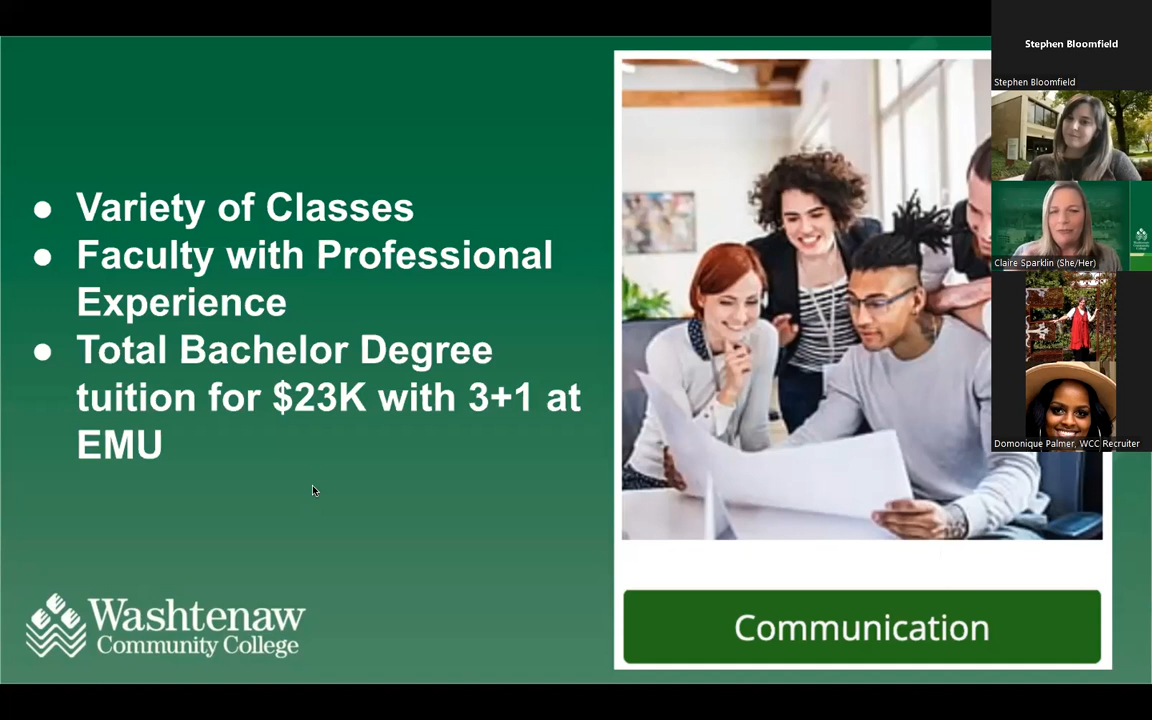 Stephen Bloomfield
Stephen Bloomfield
Claire Sparklin (She/Her)
Domonique Palmer, WCC Recruiter
● Variety of Classes
● Faculty with Professional
Experience
● Total Bachelor Degree
tuition for $23K with 3+1 at
EMU
Washtenaw
Community College
Communication